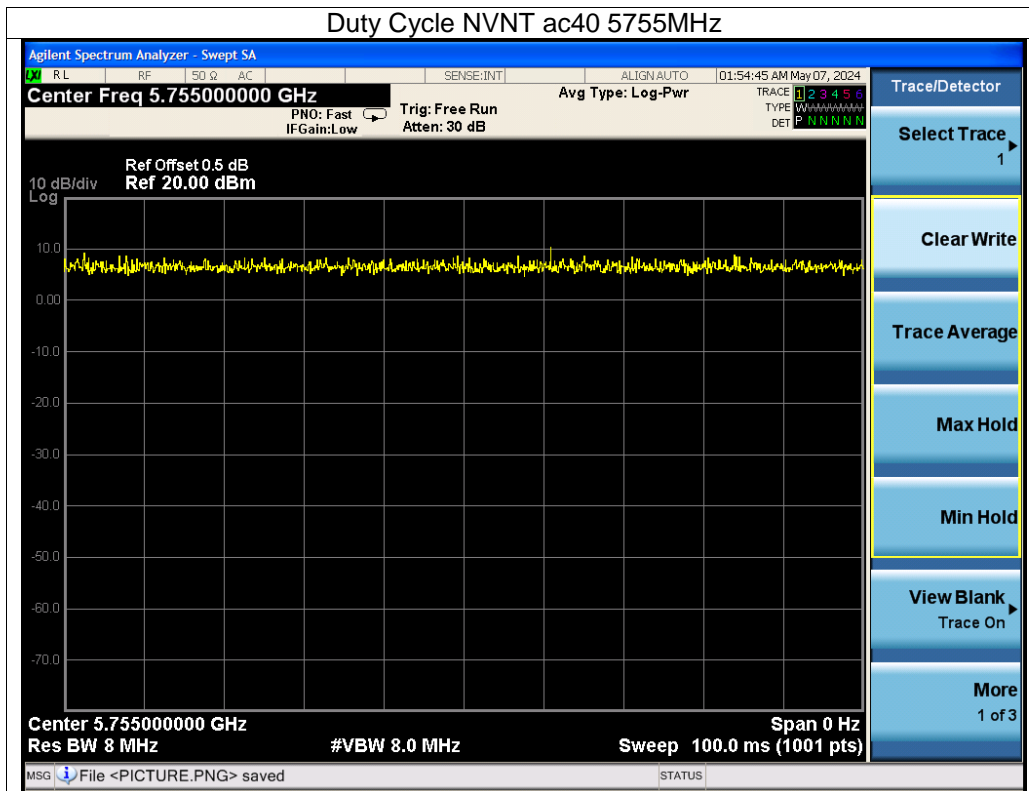 Duty Cycle NVNT ac40 5755MHz
Agilent Spectrum Analyzer - Swept SA
LXI RL RF 50 Ω AC SENSE:INT ALIGN AUTO 01:54:45 AM May 07, 2024
Center Freq 5.755000000 GHz
PNO: Fast
IFGain:Low
Trig: Free Run
Atten: 30 dB
Avg Type: Log-Pwr
TRACE 1 2 3 4 5 6
TYPE WWWWWW
DET P N N N N N
Ref Offset 0.5 dB
10 dB/div Ref 20.00 dBm
Log
10.0
0.00
-10.0
-20.0
-30.0
-40.0
-50.0
-60.0
-70.0
Center 5.755000000 GHz Span 0 Hz
Res BW 8 MHz #VBW 8.0 MHz Sweep 100.0 ms (1001 pts)
MSG File <PICTURE.PNG> saved STATUS
Trace/Detector
Select Trace
1
Clear Write
Trace Average
Max Hold
Min Hold
View Blank
Trace On
More
1 of 3